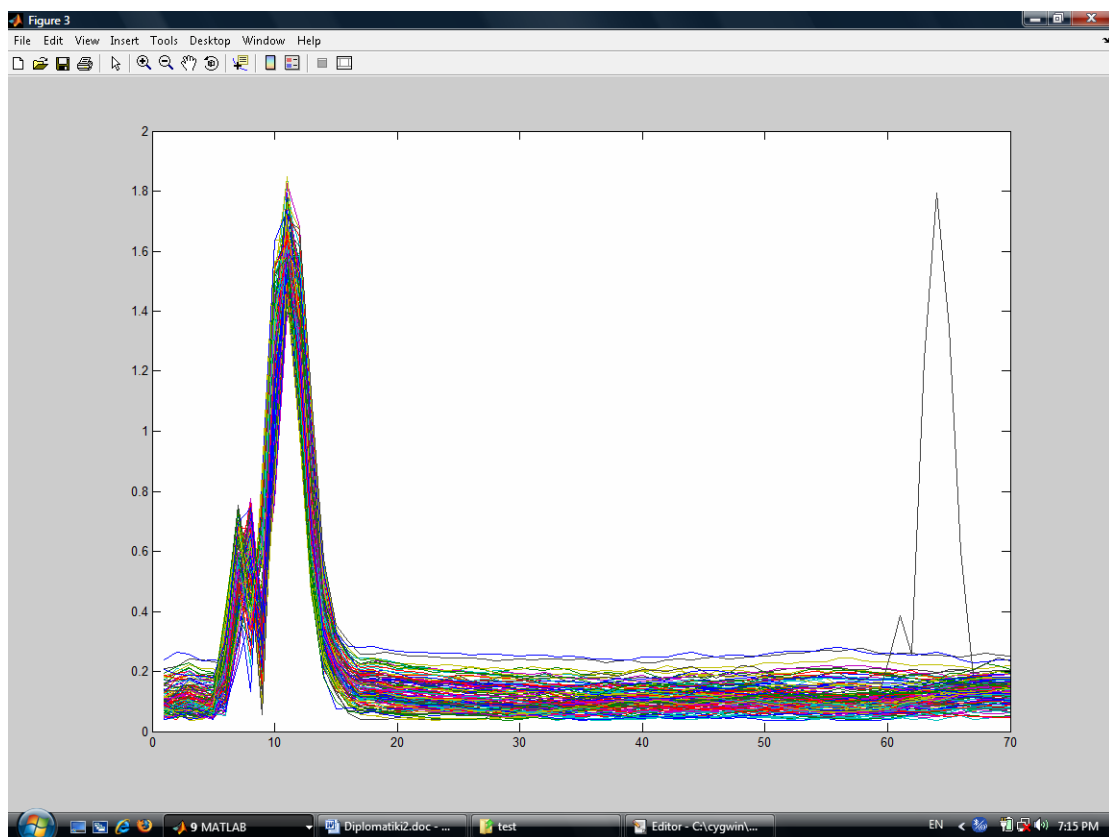 Figure 3
File Edit View Insert Tools Desktop Window Help
2
1.8
1.6
1.4
1.2
1
0.8
0.6
0.4
0.2
0
0 10 20 30 40 50 60 70
9 MATLAB Diplomatiki2.doc - ... test Editor - C:\cygwin\... EN 7:15 PM